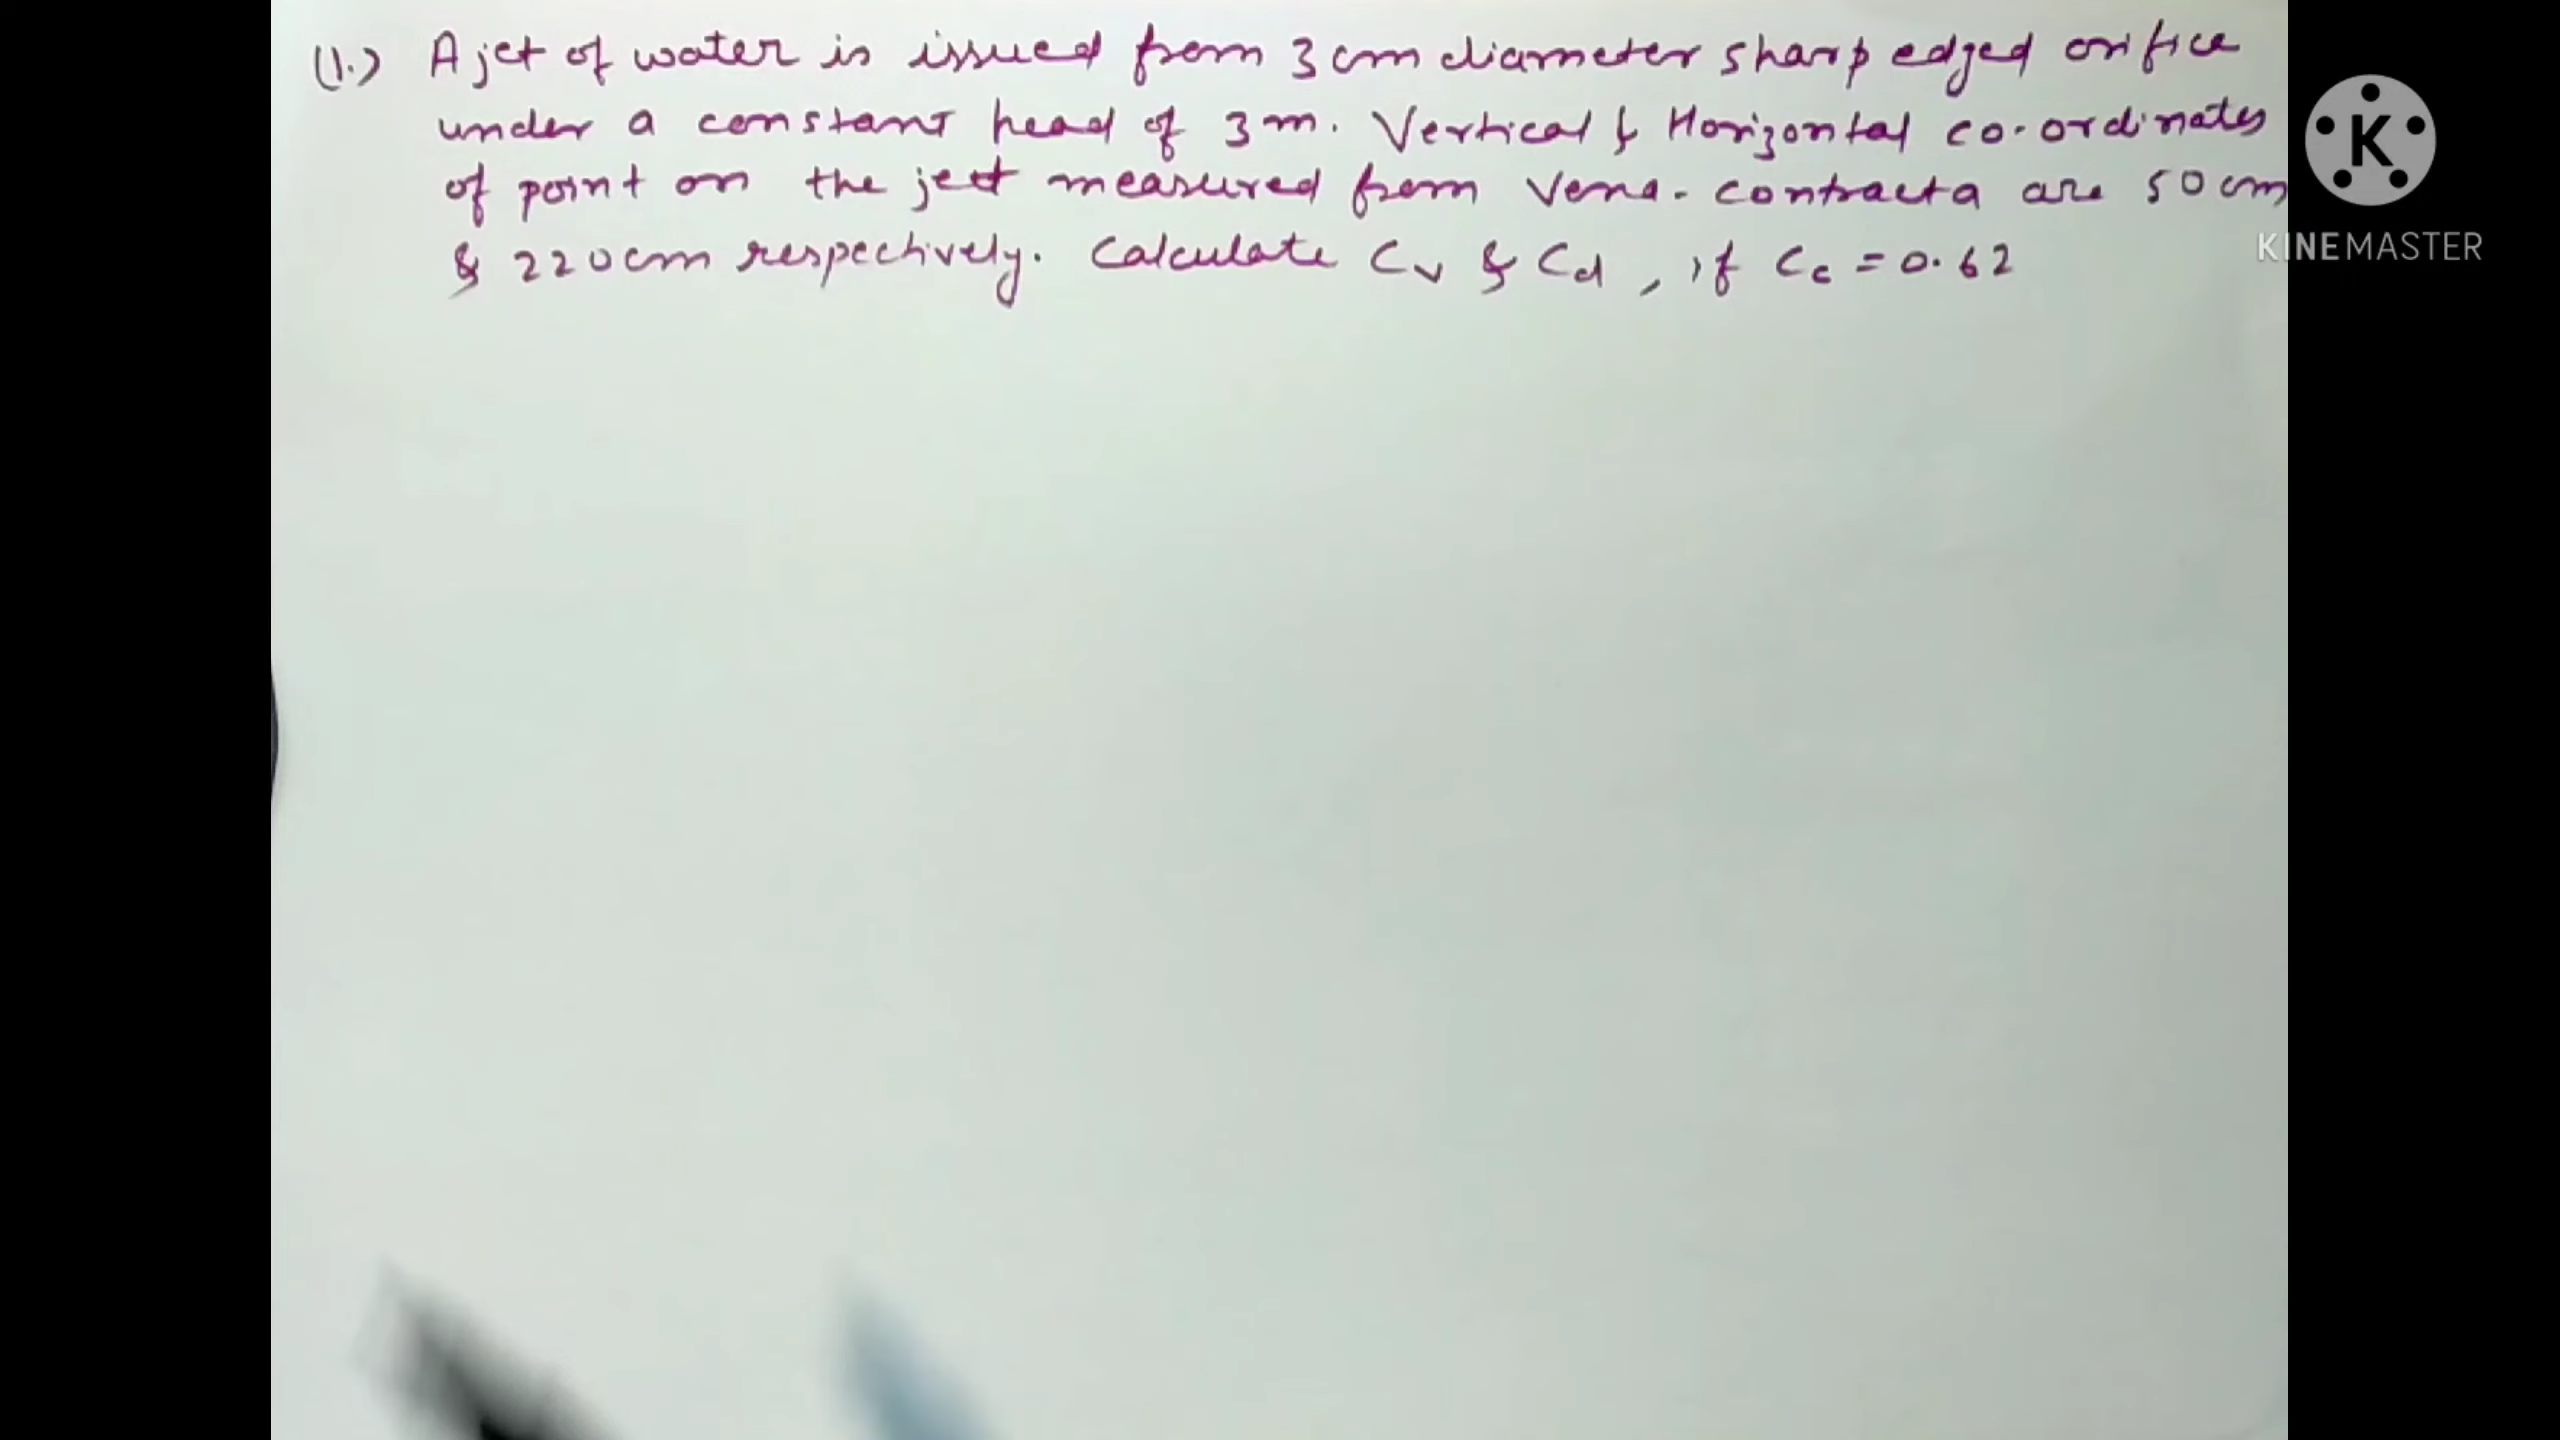 (1.) A jet of water is issued from 3 cm diameter sharp edged orifice
under a constant head of 3 m. Vertical & Horizontal co-ordinates
of point on the jet measured from Vena-contracta are 50 cm
& 220 cm respectively. Calculate Cv & Cd, if Cc = 0.62
K
KINEMASTER